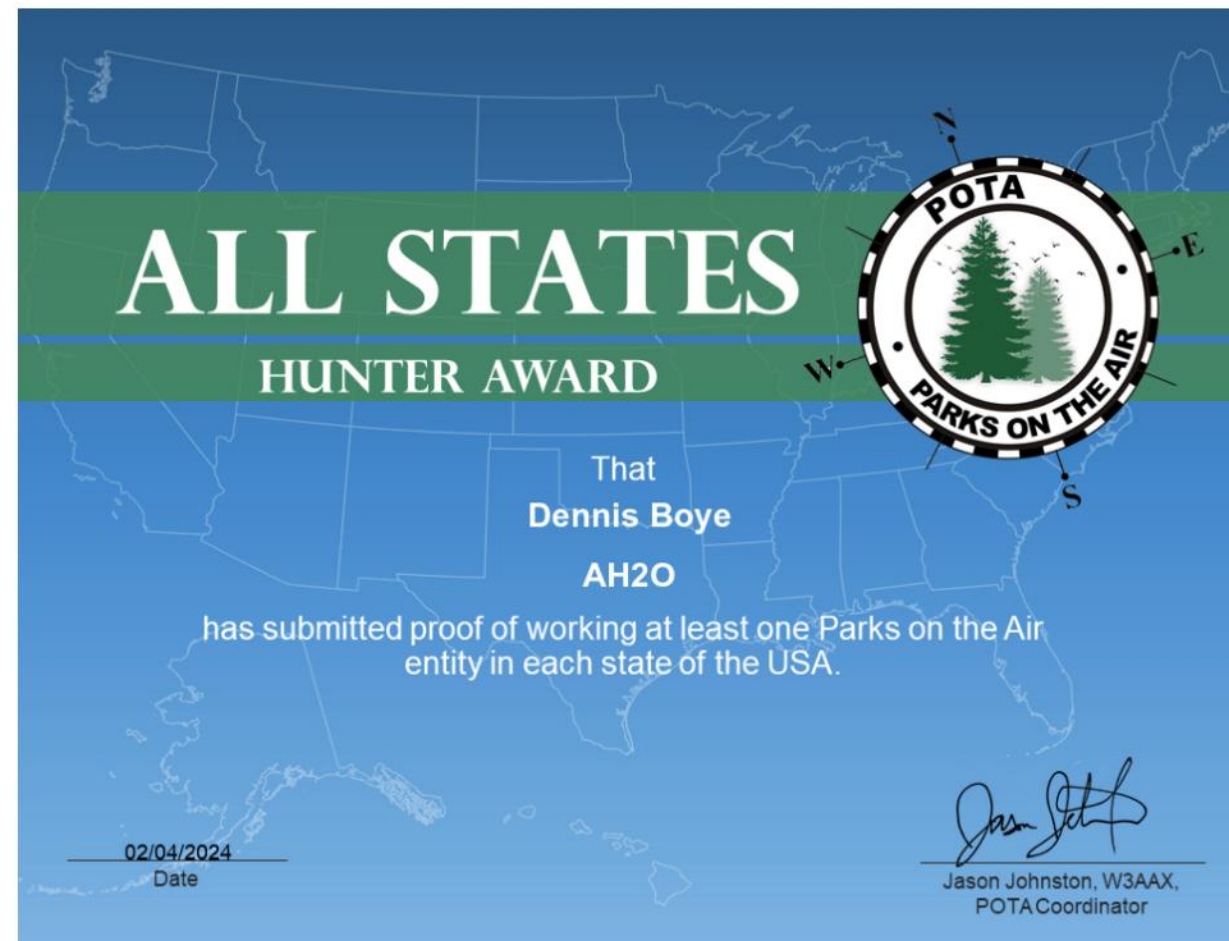 ALL STATES
HUNTER AWARD
N
E
S
W
POTA
PARKS ON THE AIR
That
Dennis Boye
AH2O
has submitted proof of working at least one Parks on the Air
entity in each state of the USA.
02/04/2024
Date
Jason Johnston, W3AAX,
POTA Coordinator